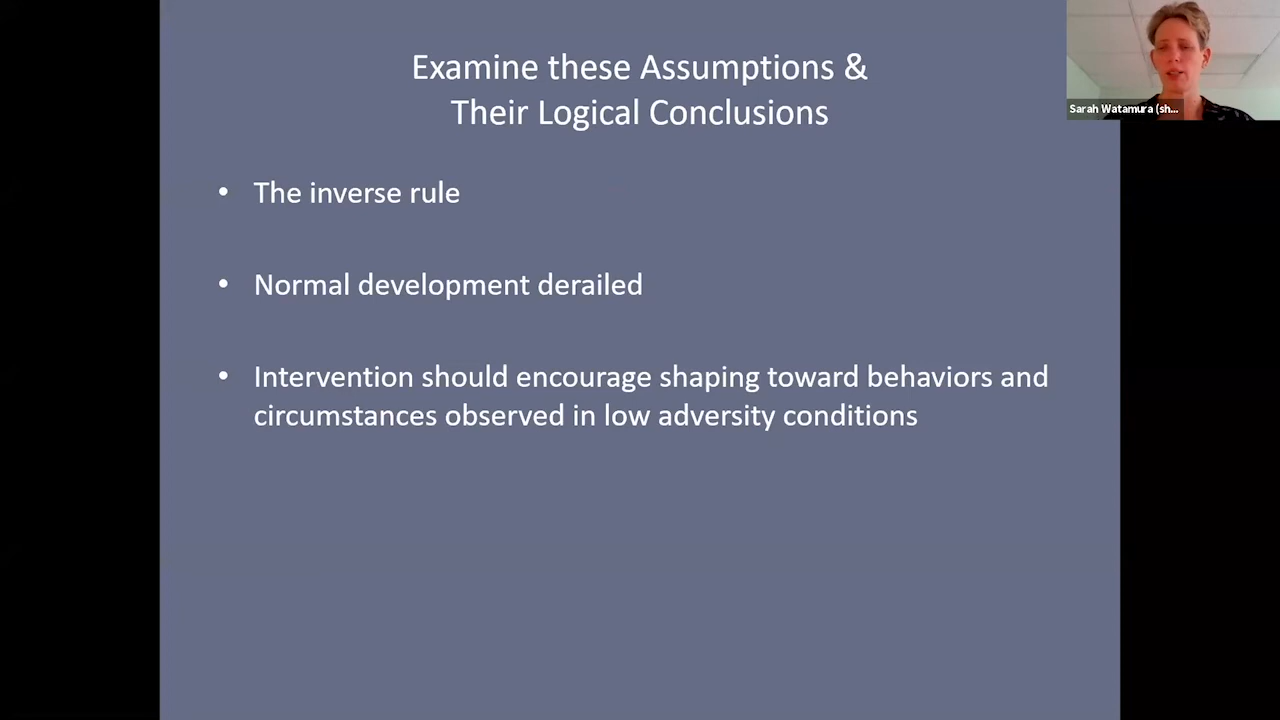 Examine these Assumptions &
Their Logical Conclusions
Sarah Watamura (sh...
• The inverse rule
• Normal development derailed
• Intervention should encourage shaping toward behaviors and
circumstances observed in low adversity conditions